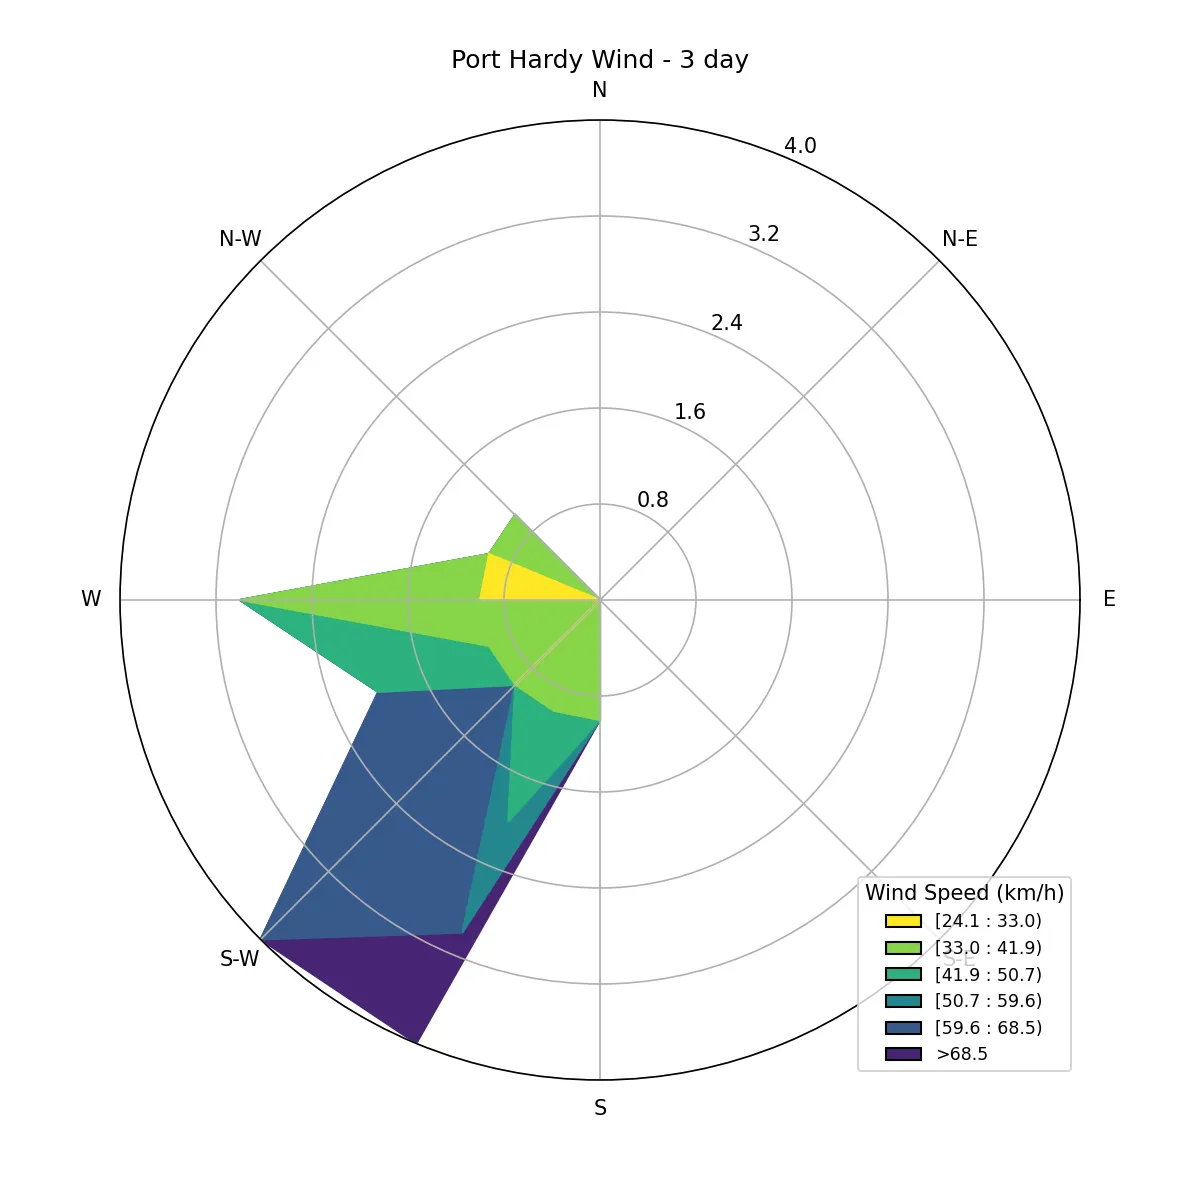 Port Hardy Wind - 3 day
N
4.0
N-W
3.2
N-E
2.4
1.6
0.8
W
E
Wind Speed (km/h)
[24.1 : 33.0)
[33.0 : 41.9)
S-W
S-E
[41.9 : 50.7)
[50.7 : 59.6)
[59.6 : 68.5)
>68.5
S